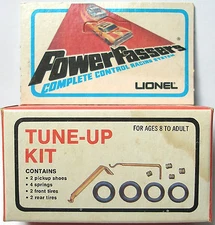 PowerPassers
COMPLETE CONTROL RACING SYSTEM
LIONEL
TUNE-UP
KIT
FOR AGES 8 TO ADULT
CONTAINS
• 2 pickup shoes
• 4 springs
• 2 front tires
• 2 rear tires